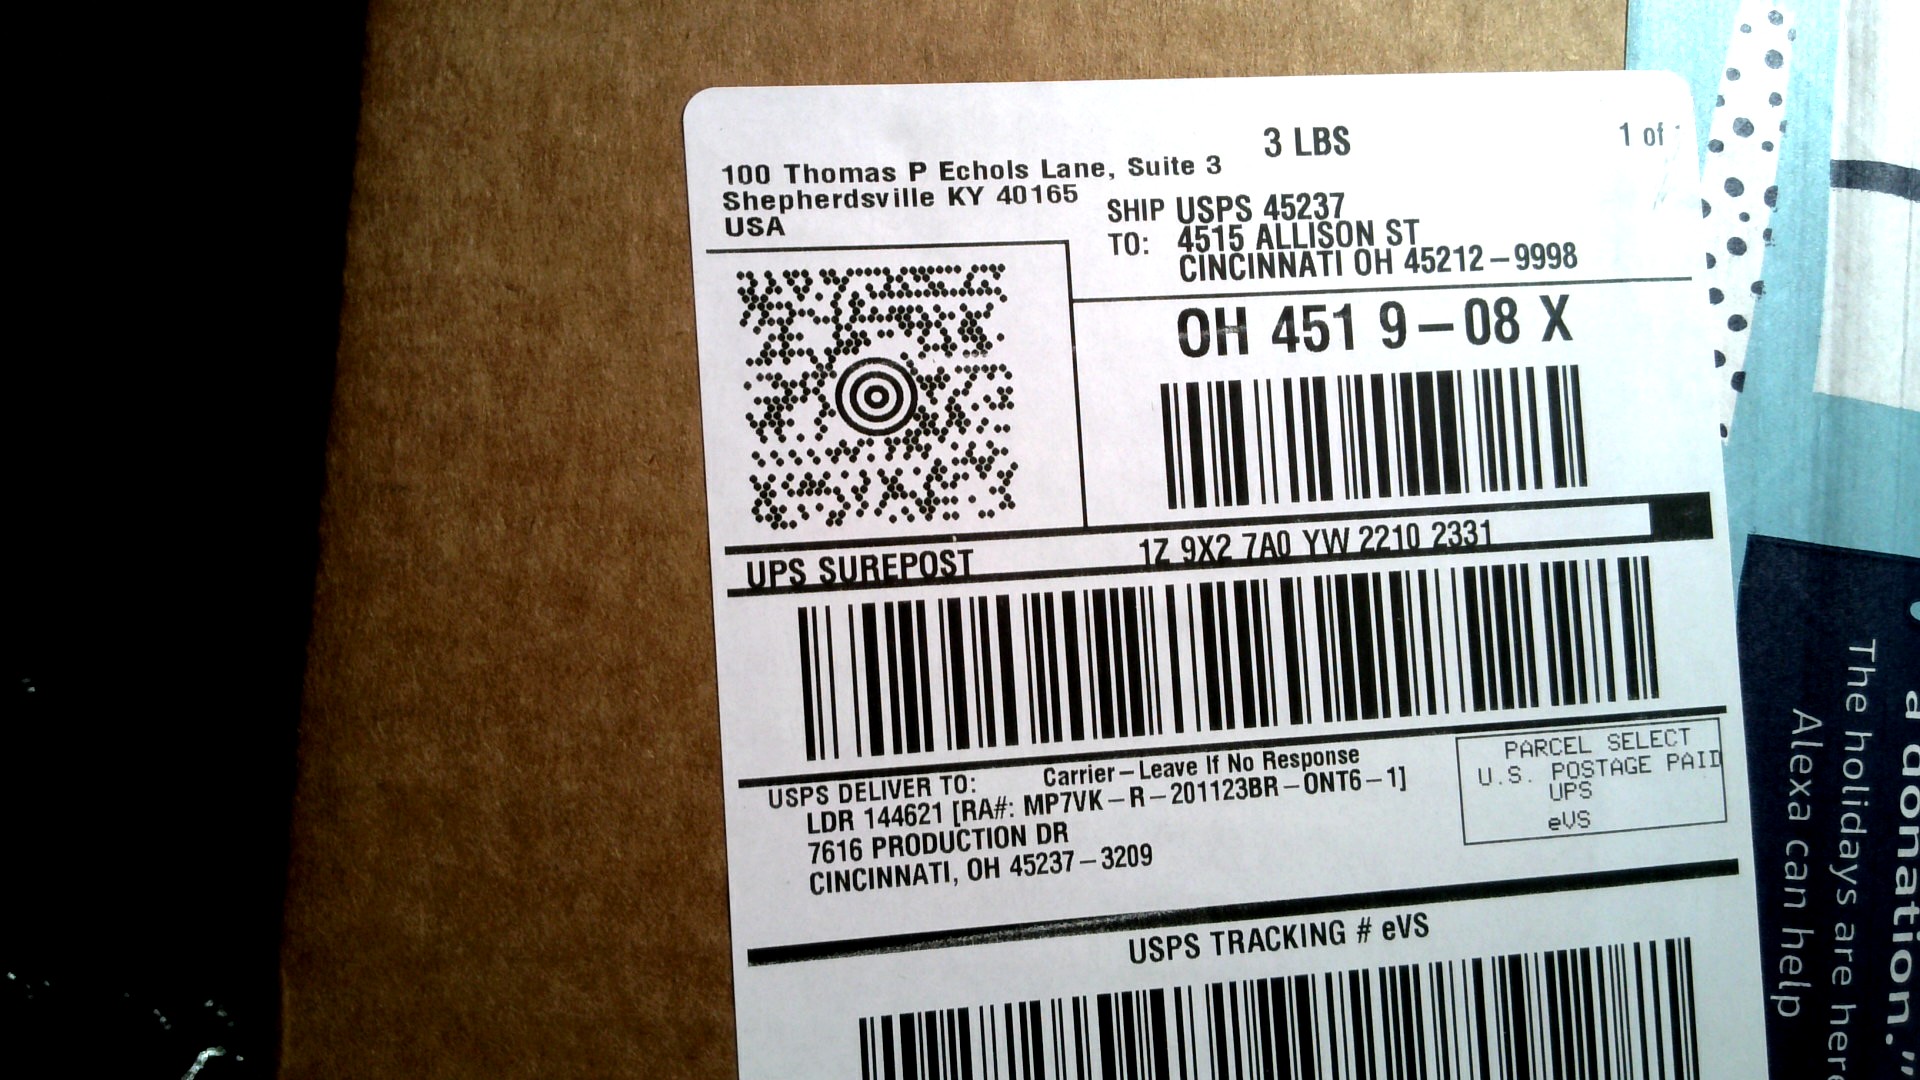 3 LBS
1 of
100 Thomas P Echols Lane, Suite 3
Shepherdsville KY 40165
USA
SHIP TO:
USPS 45237
4515 ALLISON ST
CINCINNATI OH 45212-9998
OH 451 9-08 X
UPS SUREPOST
1Z 9X2 7A0 YW 2210 2331
USPS DELIVER TO:
Carrier-Leave If No Response
LDR 144621 [RA#: MP7VK-R-201123BR-ONT6-1]
7616 PRODUCTION DR
CINCINNATI, OH 45237-3209
PARCEL SELECT
U.S. POSTAGE PAID
UPS
eVS
USPS TRACKING # eVS
a donation."
The holidays are here
Alexa can help